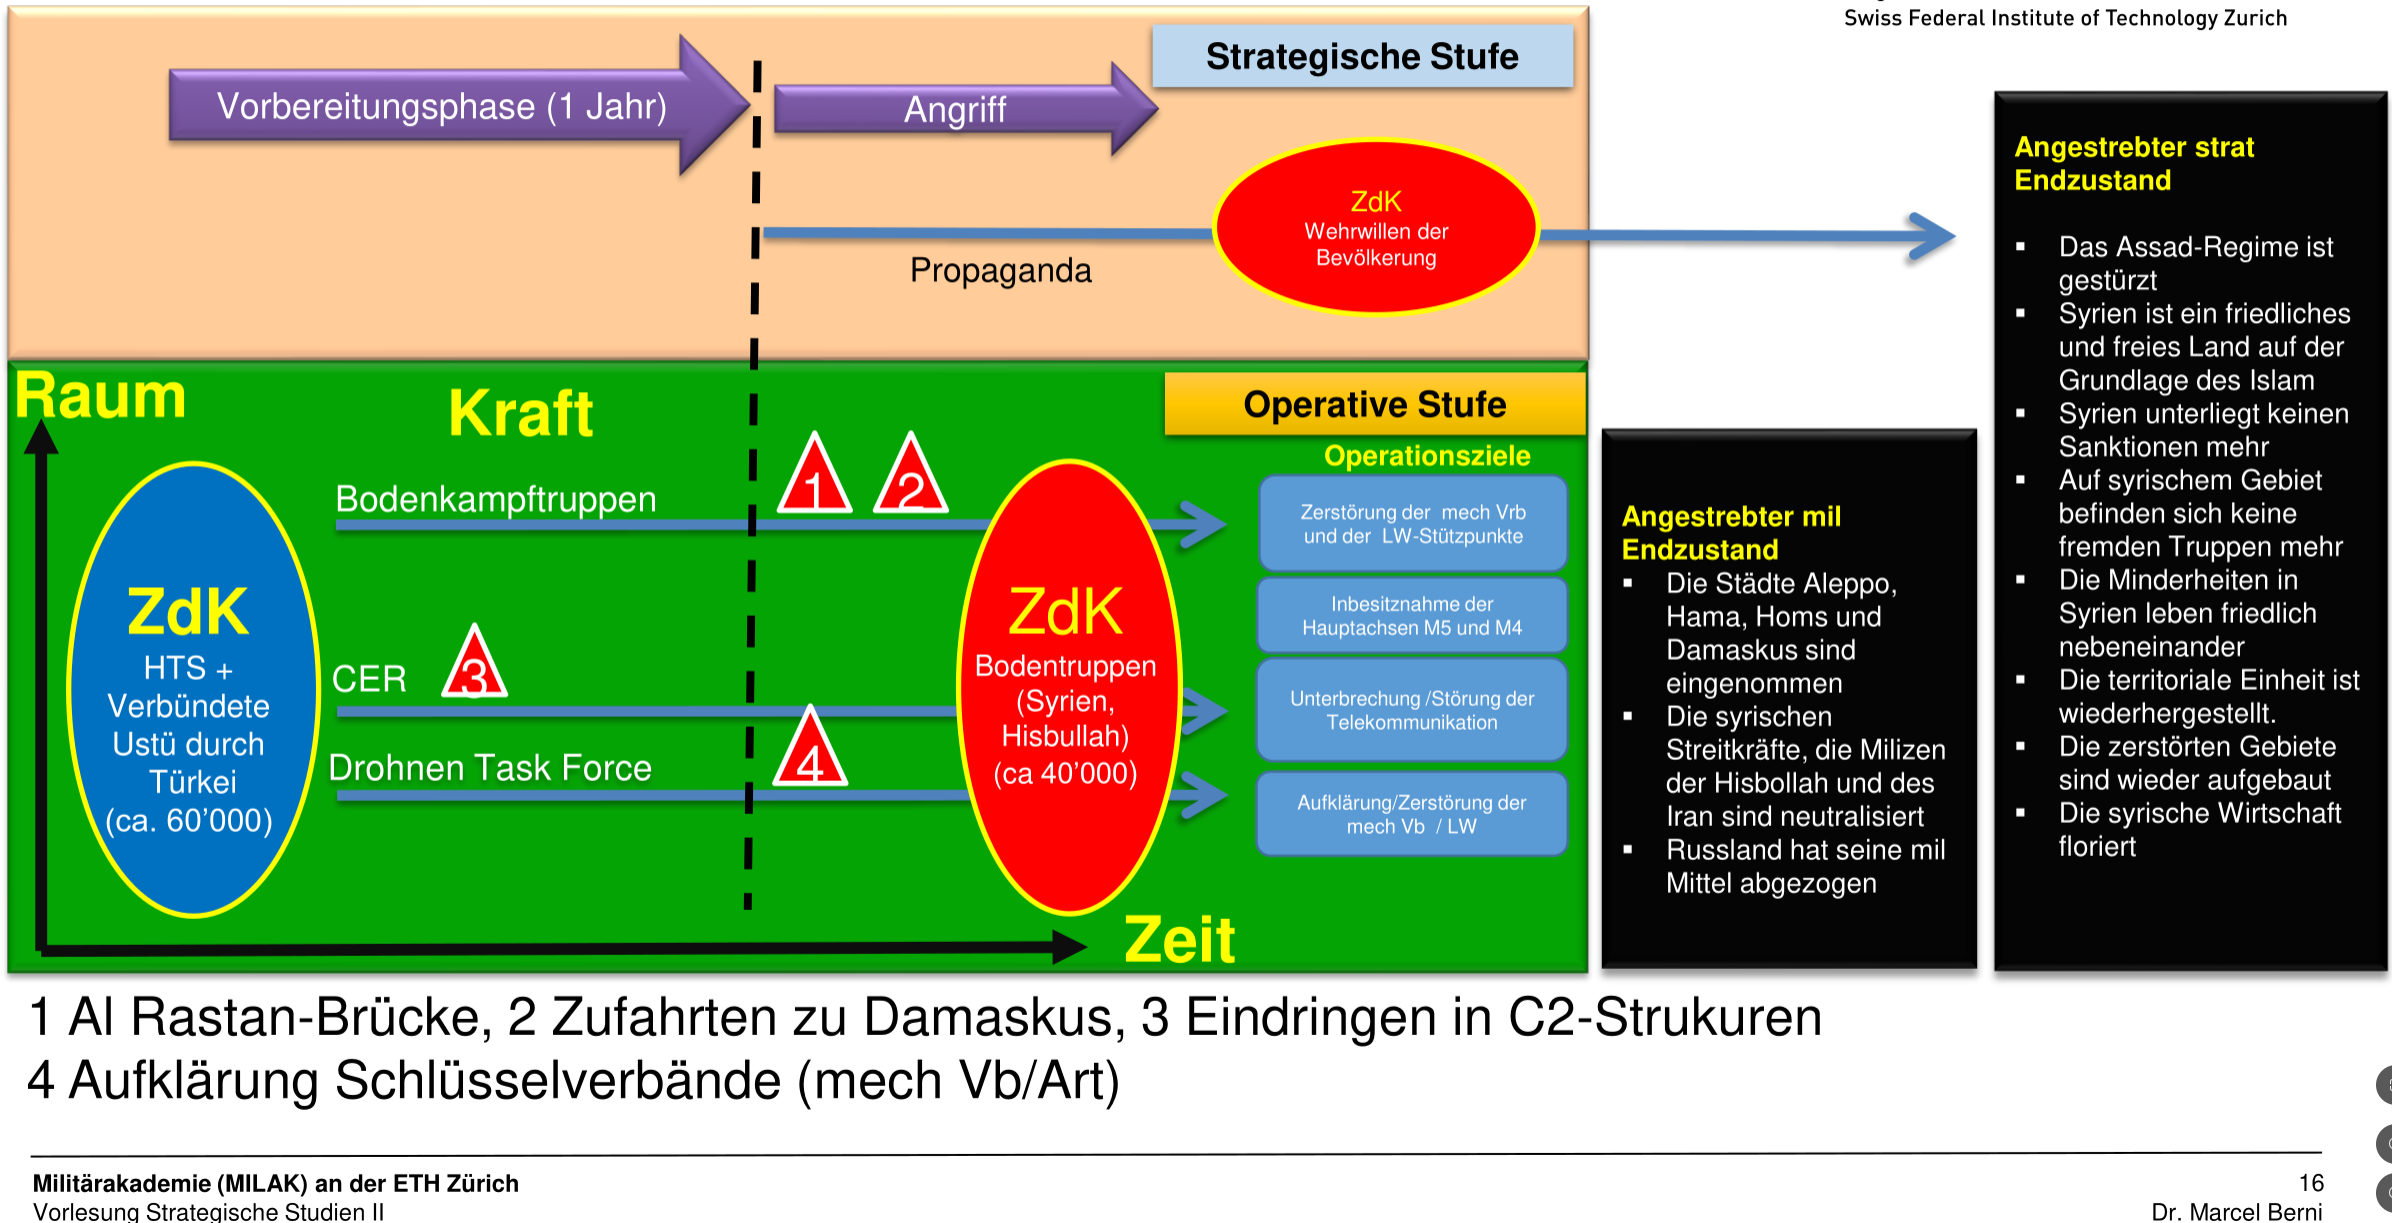 Swiss Federal Institute of Technology Zurich
Strategische Stufe
Vorbereitungsphase (1 Jahr)
Angriff
ZdK
Wehrwillen der
Bevölkerung
Propaganda
Raum
Kraft
Operative Stufe
Operationsziele
Bodenkampftruppen
1
2
Zerstörung der mech Vrb
und der LW-Stützpunkte
ZdK
HTS +
Verbündete
Ustü durch
Türkei
(ca. 60’000)
ZdK
Bodentruppen
(Syrien,
Hisbullah)
(ca 40’000)
Inbesitznahme der
Hauptachsen M5 und M4
CER
3
Unterbrechung /Störung der
Telekommunikation
Drohnen Task Force
4
Aufklärung/Zerstörung der
mech Vb / LW
Zeit
Angestrebter mil
Endzustand
▪ Die Städte Aleppo,
Hama, Homs und
Damaskus sind
eingenommen
▪ Die syrischen
Streitkräfte, die Milizen
der Hisbollah und des
Iran sind neutralisiert
▪ Russland hat seine mil
Mittel abgezogen
Angestrebter strat
Endzustand
▪ Das Assad-Regime ist
gestürzt
▪ Syrien ist ein friedliches
und freies Land auf der
Grundlage des Islam
▪ Syrien unterliegt keinen
Sanktionen mehr
▪ Auf syrischem Gebiet
befinden sich keine
fremden Truppen mehr
▪ Die Minderheiten in
Syrien leben friedlich
nebeneinander
▪ Die territoriale Einheit ist
wiederhergestellt.
▪ Die zerstörten Gebiete
sind wieder aufgebaut
▪ Die syrische Wirtschaft
floriert
1 Al Rastan-Brücke, 2 Zufahrten zu Damaskus, 3 Eindringen in C2-Strukuren
4 Aufklärung Schlüsselverbände (mech Vb/Art)
Militärakademie (MILAK) an der ETH Zürich
Vorlesung Strategische Studien II
16
Dr. Marcel Berni